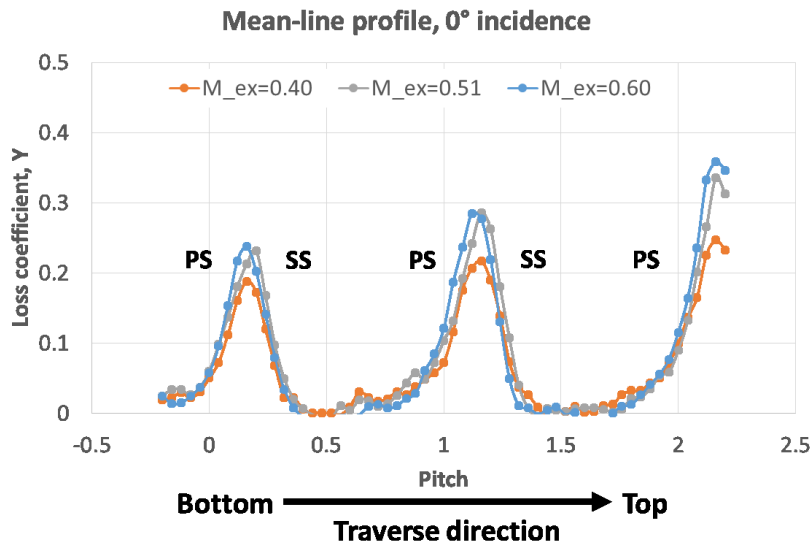 Mean-line profile, 0° incidence
0.5
M_ex=0.40 M_ex=0.51 M_ex=0.60
0.4
0.3
PS SS PS SS PS
0.2
0.1
0
Loss coefficient, Y
-0.5 0 0.5 1 1.5 2 2.5
Pitch
Bottom Top
Traverse direction